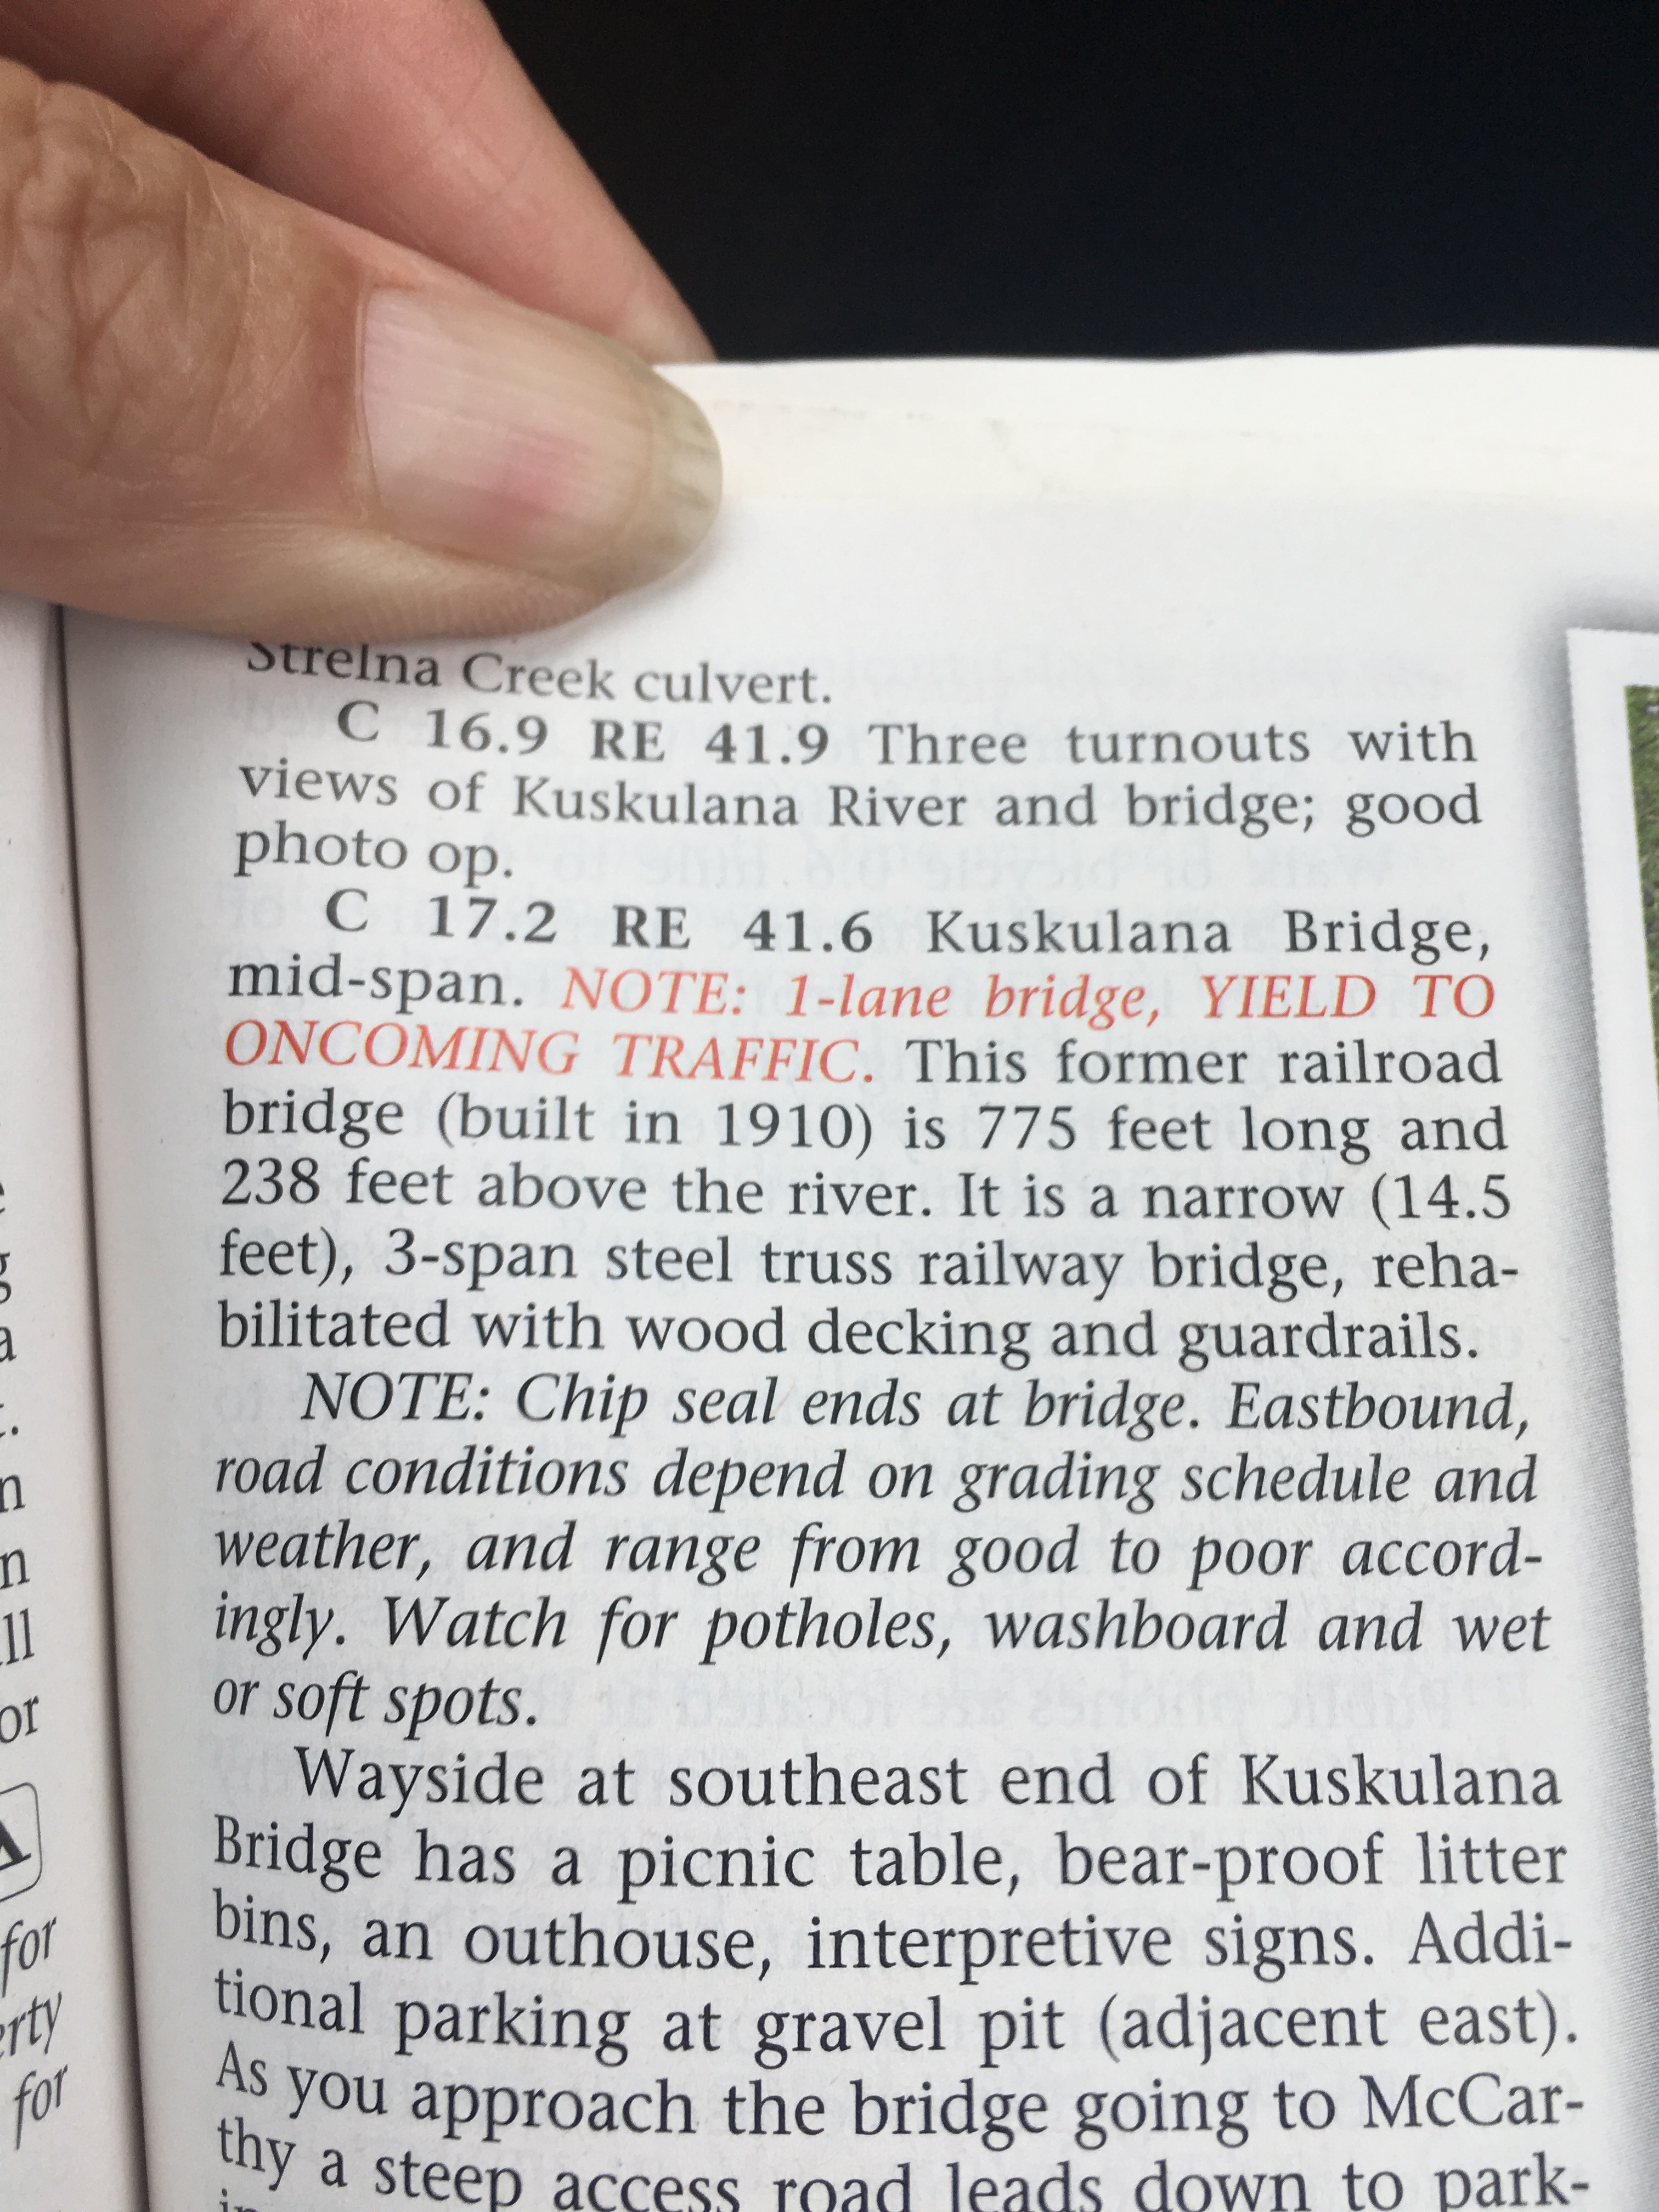 Strelna Creek culvert.
C 16.9 RE 41.9 Three turnouts with
views of Kuskulana River and bridge; good
photo op.
C 17.2 RE 41.6 Kuskulana Bridge,
mid-span. NOTE: 1-lane bridge, YIELD TO
ONCOMING TRAFFIC. This former railroad
bridge (built in 1910) is 775 feet long and
238 feet above the river. It is a narrow (14.5
feet), 3-span steel truss railway bridge, reha-
bilitated with wood decking and guardrails.
NOTE: Chip seal ends at bridge. Eastbound,
road conditions depend on grading schedule and
weather, and range from good to poor accord-
ingly. Watch for potholes, washboard and wet
or soft spots.
Wayside at southeast end of Kuskulana
Bridge has a picnic table, bear-proof litter
bins, an outhouse, interpretive signs. Addi-
tional parking at gravel pit (adjacent east).
As you approach the bridge going to McCar-
thy a steep access road leads down to park-
for
erty
for